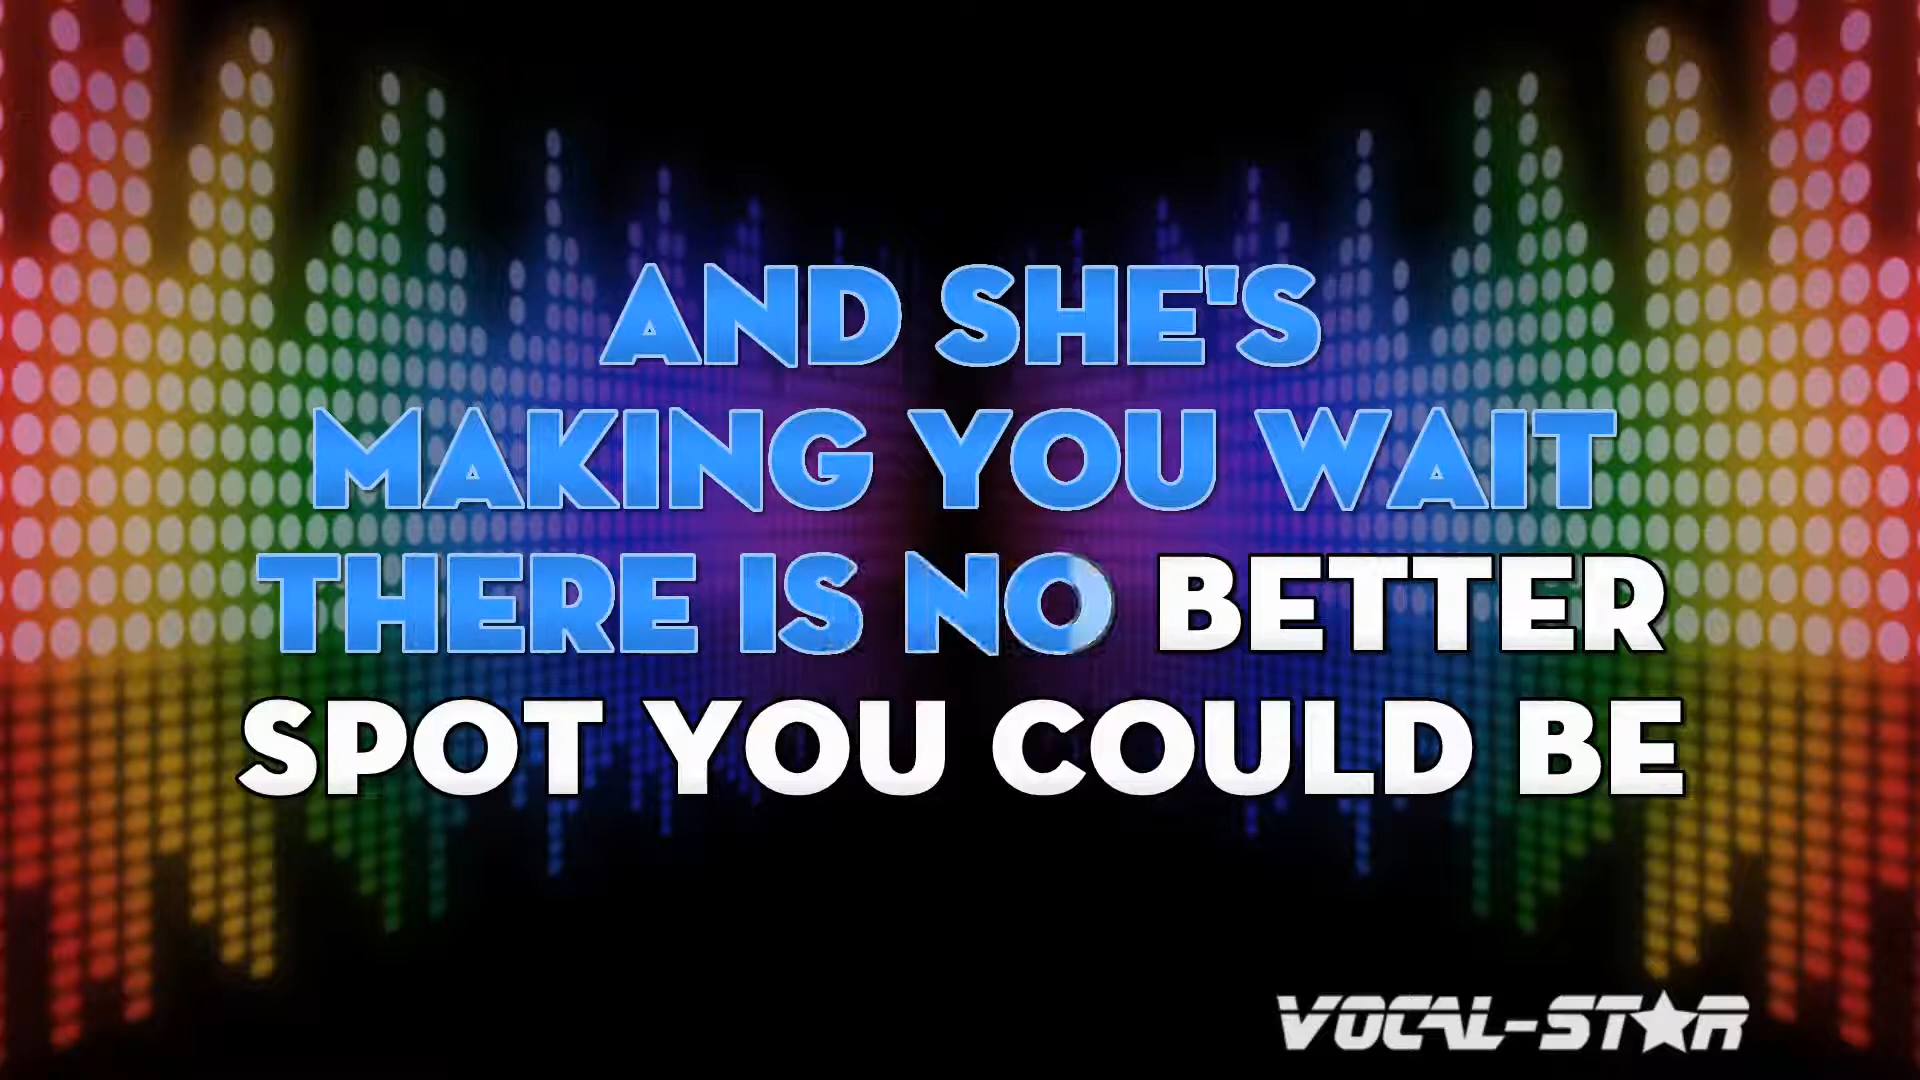 AND SHE'S
MAKING YOU WAIT
THERE IS NO BETTER
SPOT YOU COULD BE
VOCAL-STAR